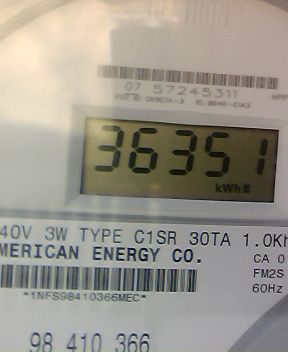 07 57245311
36351
kWh
40V 3W TYPE C1SR 30TA 1.0Kh
MERICAN ENERGY CO.
CA 0
FM2S
60Hz
*1NFS98410366MEC*
98 410 366